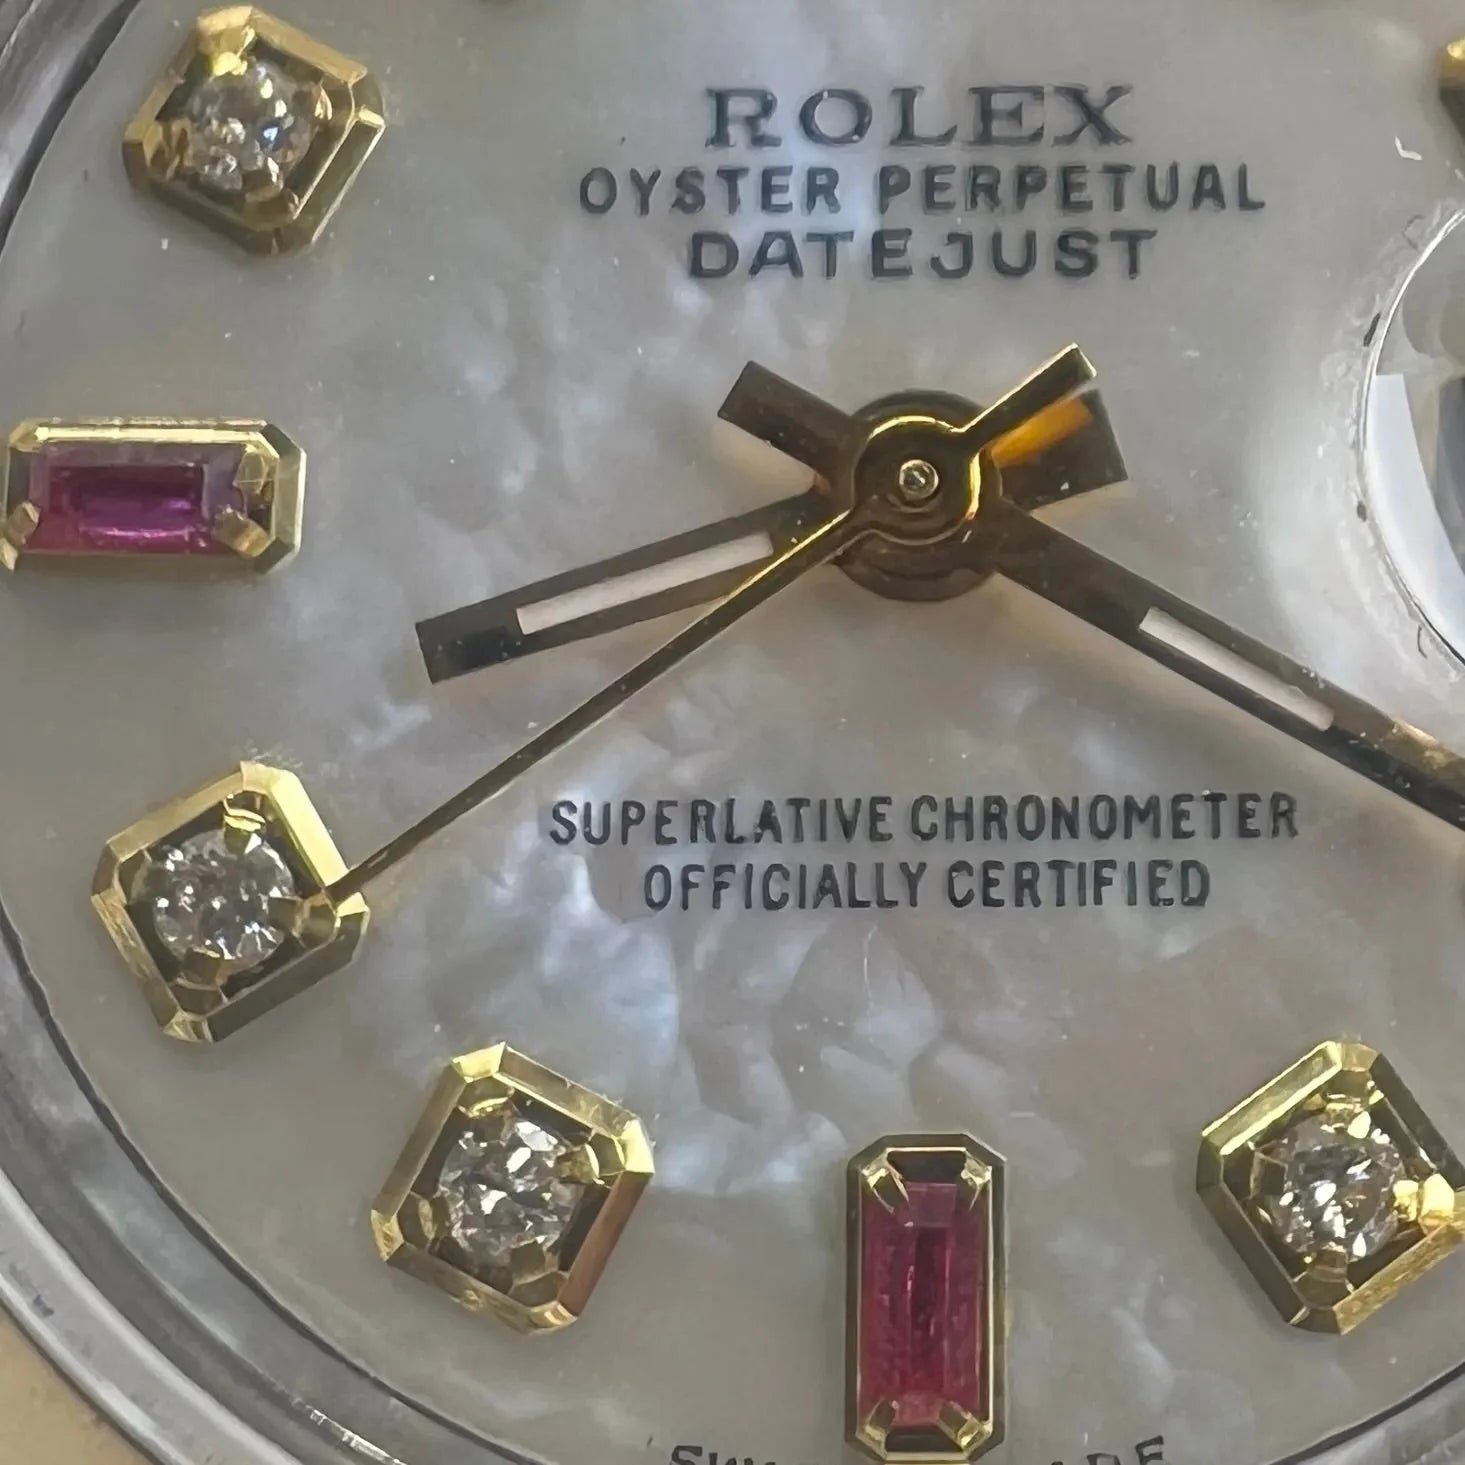 ROLEX
OYSTER PERPETUAL
DATEJUST
SUPERLATIVE CHRONOMETER
OFFICIALLY CERTIFIED